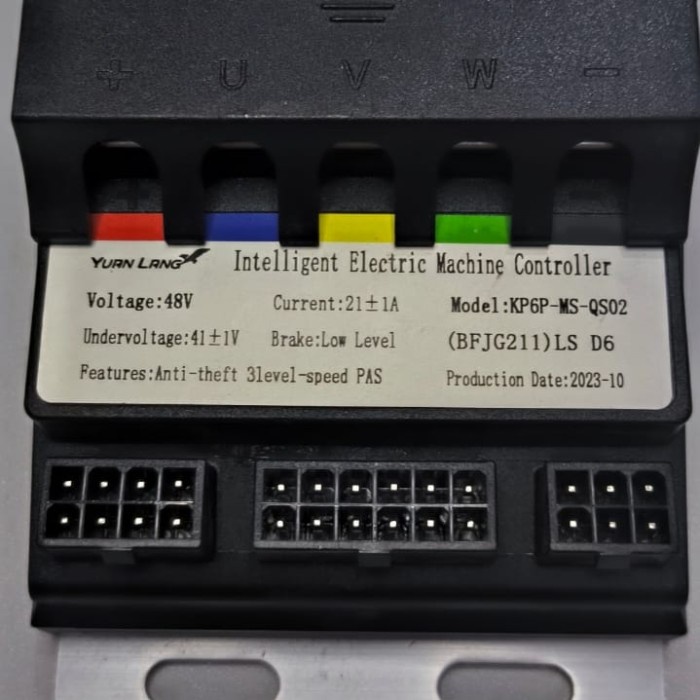 + U V W −
YUAN LANG Intelligent Electric Machine Controller
Voltage:48V Current:21±1A Model:KP6P-MS-QS02
Undervoltage:41±1V Brake:Low Level (BFJG211)LS D6
Features:Anti-theft 3level-speed PAS Production Date:2023-10